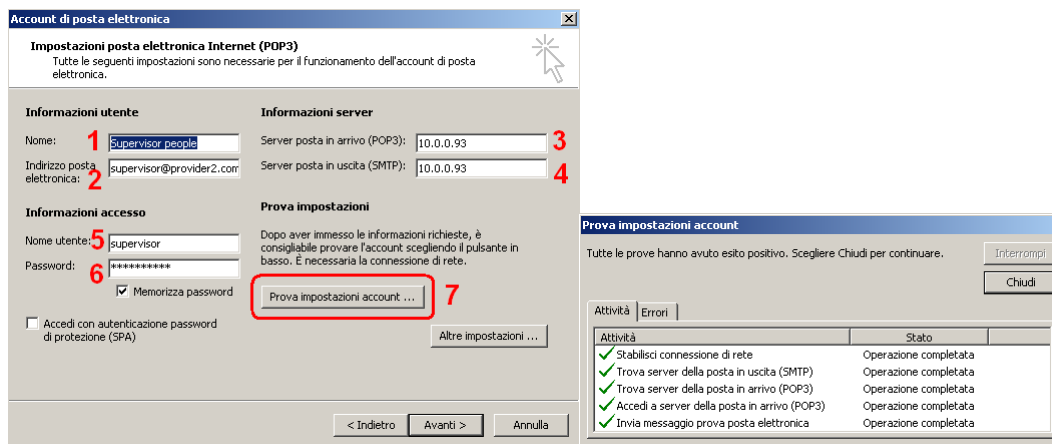 Account di posta elettronica
Impostazioni posta elettronica Internet (POP3)
Tutte le seguenti impostazioni sono necessarie per il funzionamento dell'account di posta
elettronica.
Informazioni utente
Nome: 1 Supervisor people
Indirizzo posta
elettronica: 2 supervisor@provider2.com
Informazioni server
Server posta in arrivo (POP3): 10.0.0.93 3
Server posta in uscita (SMTP): 10.0.0.93 4
Informazioni accesso
Nome utente: 5 supervisor
Password: 6 **********
Memorizza password
Accedi con autenticazione password
di protezione (SPA)
Prova impostazioni
Dopo aver immesso le informazioni richieste, è
consigliabile provare l'account scegliendo il pulsante in
basso. È necessaria la connessione di rete.
Prova impostazioni account ... 7
Altre impostazioni ...
< Indietro Avanti > Annulla
Prova impostazioni account
Tutte le prove hanno avuto esito positivo. Scegliere Chiudi per continuare.
Interrompi
Chiudi
Attività Errori
Attività Stato
Stabilisci connessione di rete Operazione completata
Trova server della posta in uscita (SMTP) Operazione completata
Trova server della posta in arrivo (POP3) Operazione completata
Accedi a server della posta in arrivo (POP3) Operazione completata
Invia messaggio prova posta elettronica Operazione completata